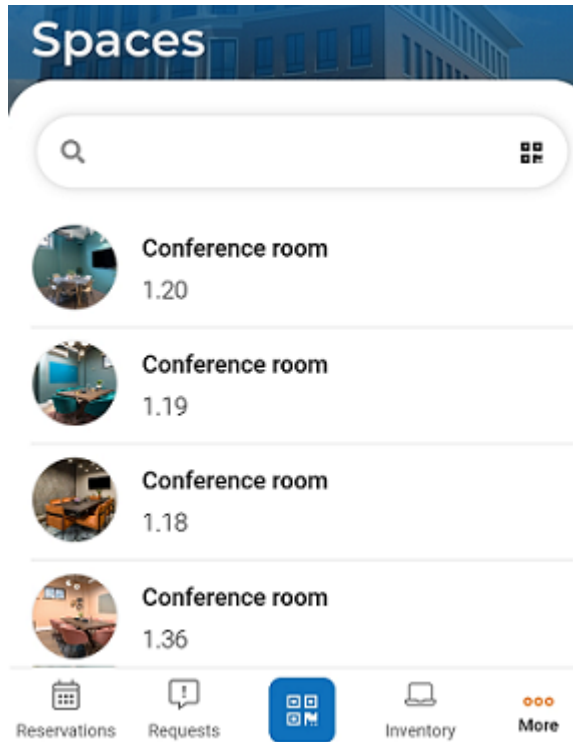 Spaces
Conference room
1.20
Conference room
1.19
Conference room
1.18
Conference room
1.36
Reservations
Requests
Inventory
More